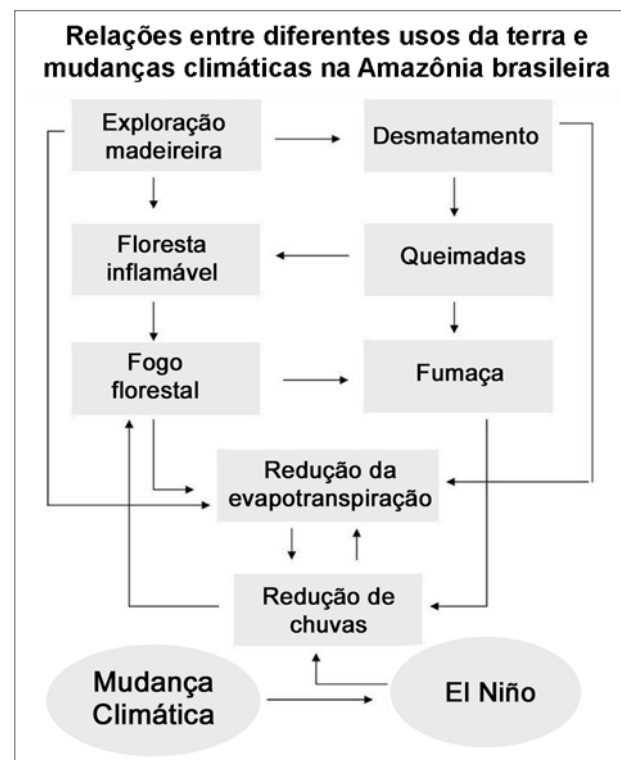 Relações entre diferentes usos da terra e
mudanças climáticas na Amazônia brasileira
Exploração
madeireira
Desmatamento
Floresta
inflamável
Queimadas
Fogo
florestal
Fumaça
Redução da
evapotranspiração
Redução de
chuvas
Mudança
Climática
El Niño